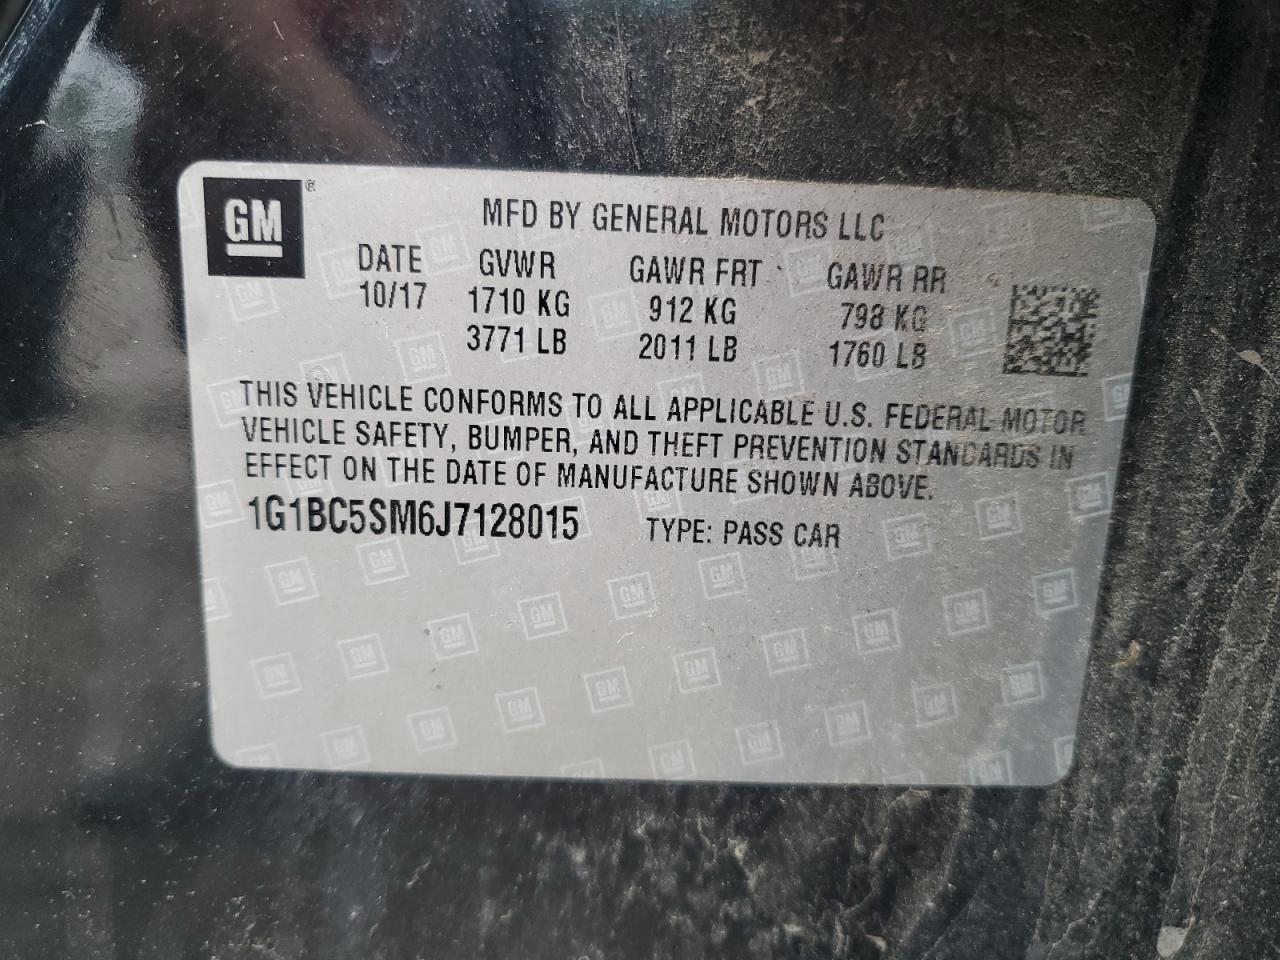 GM ®
MFD BY GENERAL MOTORS LLC
DATE GVWR GAWR FRT GAWR RR
10/17 1710 KG 912 KG 798 KG
3771 LB 2011 LB 1760 LB
THIS VEHICLE CONFORMS TO ALL APPLICABLE U.S. FEDERAL MOTOR
VEHICLE SAFETY, BUMPER, AND THEFT PREVENTION STANDARDS IN
EFFECT ON THE DATE OF MANUFACTURE SHOWN ABOVE.
1G1BC5SM6J7128015 TYPE: PASS CAR